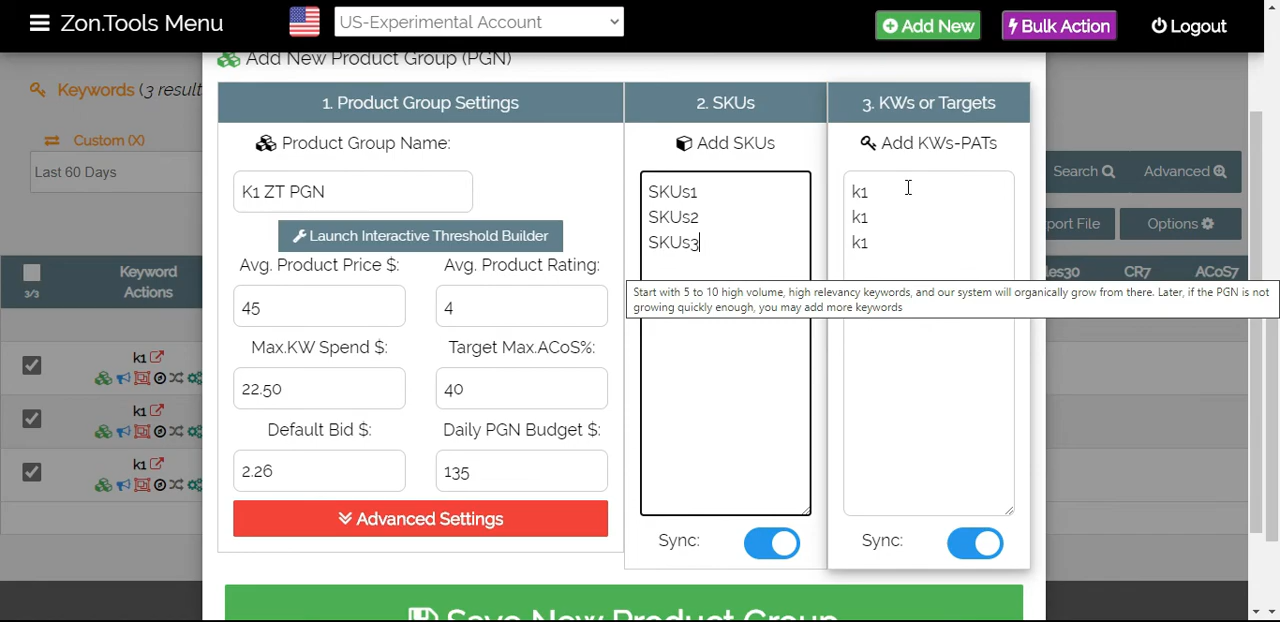 Zon.Tools Menu
US-Experimental Account
Add New
Bulk Action
Logout
Add New Product Group (PGN)
Keywords (3 result
Custom (X)
Last 60 Days
Search
Advanced
port File
Options
3/3
Keyword
Actions
les30
CR7
ACoS7
k1
k1
k1
1. Product Group Settings
Product Group Name:
K1 ZT PGN
Launch Interactive Threshold Builder
Avg. Product Price $:
Avg. Product Rating:
45
4
Max.KW Spend $:
Target Max.ACoS%:
22.50
40
Default Bid $:
Daily PGN Budget $:
2.26
135
Advanced Settings
2. SKUs
Add SKUs
SKUs1
SKUs2
SKUs3
Sync:
3. KWs or Targets
Add KWs-PATs
k1
k1
k1
Start with 5 to 10 high volume, high relevancy keywords, and our system will organically grow from there. Later, if the PGN is not
growing quickly enough, you may add more keywords
Sync:
Save New Product Group